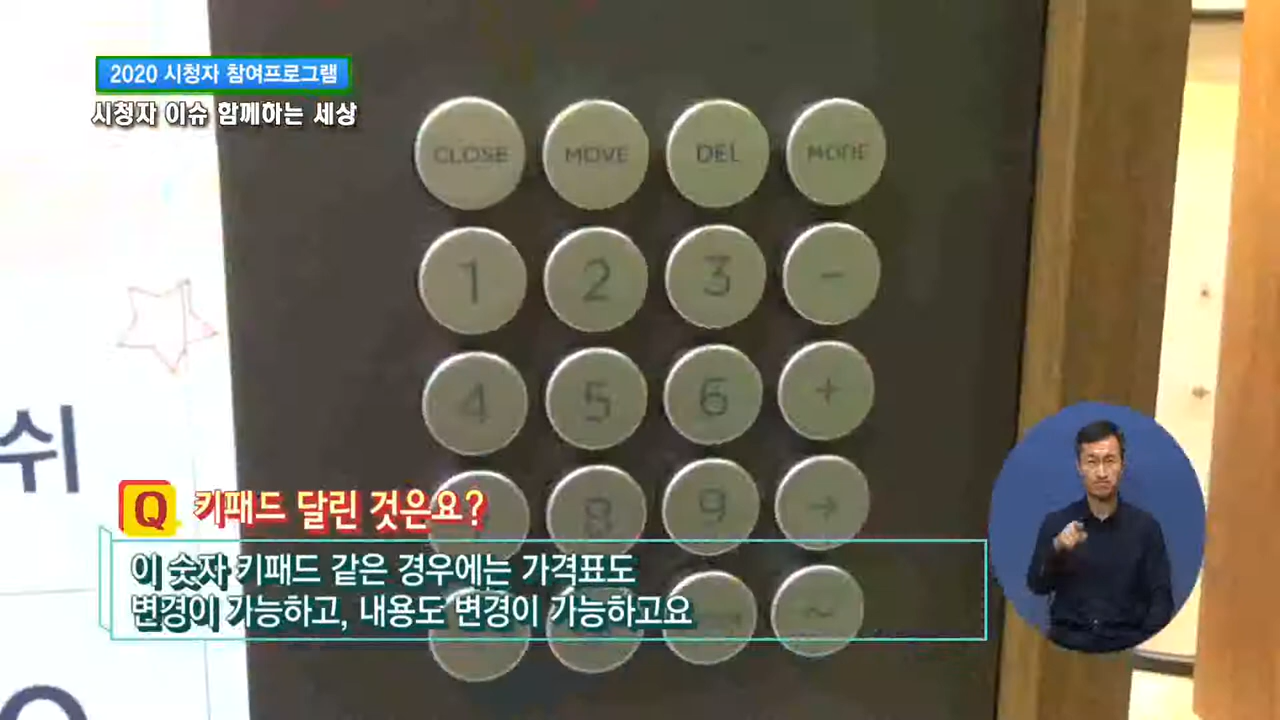 2020 시청자 참여프로그램
시청자 이슈 함께하는 세상
CLOSE MOVE DEL MODE
1 2 3 -
4 5 6 +
쉬
8 9 →
Q 키패드 달린 것은요?
이 숫자 키패드 같은 경우에는 가격표도
변경이 가능하고, 내용도 변경이 가능하고요
~